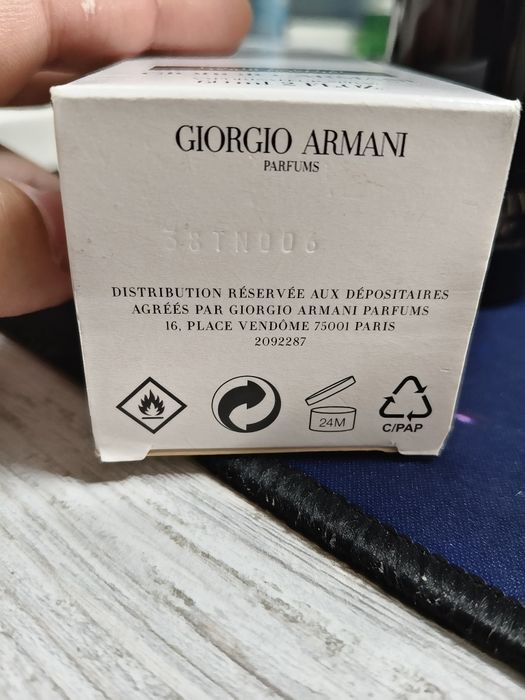 GIORGIO ARMANI
PARFUMS
38TN006
DISTRIBUTION RÉSERVÉE AUX DÉPOSITAIRES
AGRÉÉS PAR GIORGIO ARMANI PARFUMS
16, PLACE VENDÔME 75001 PARIS
2092287
24M
C/PAP